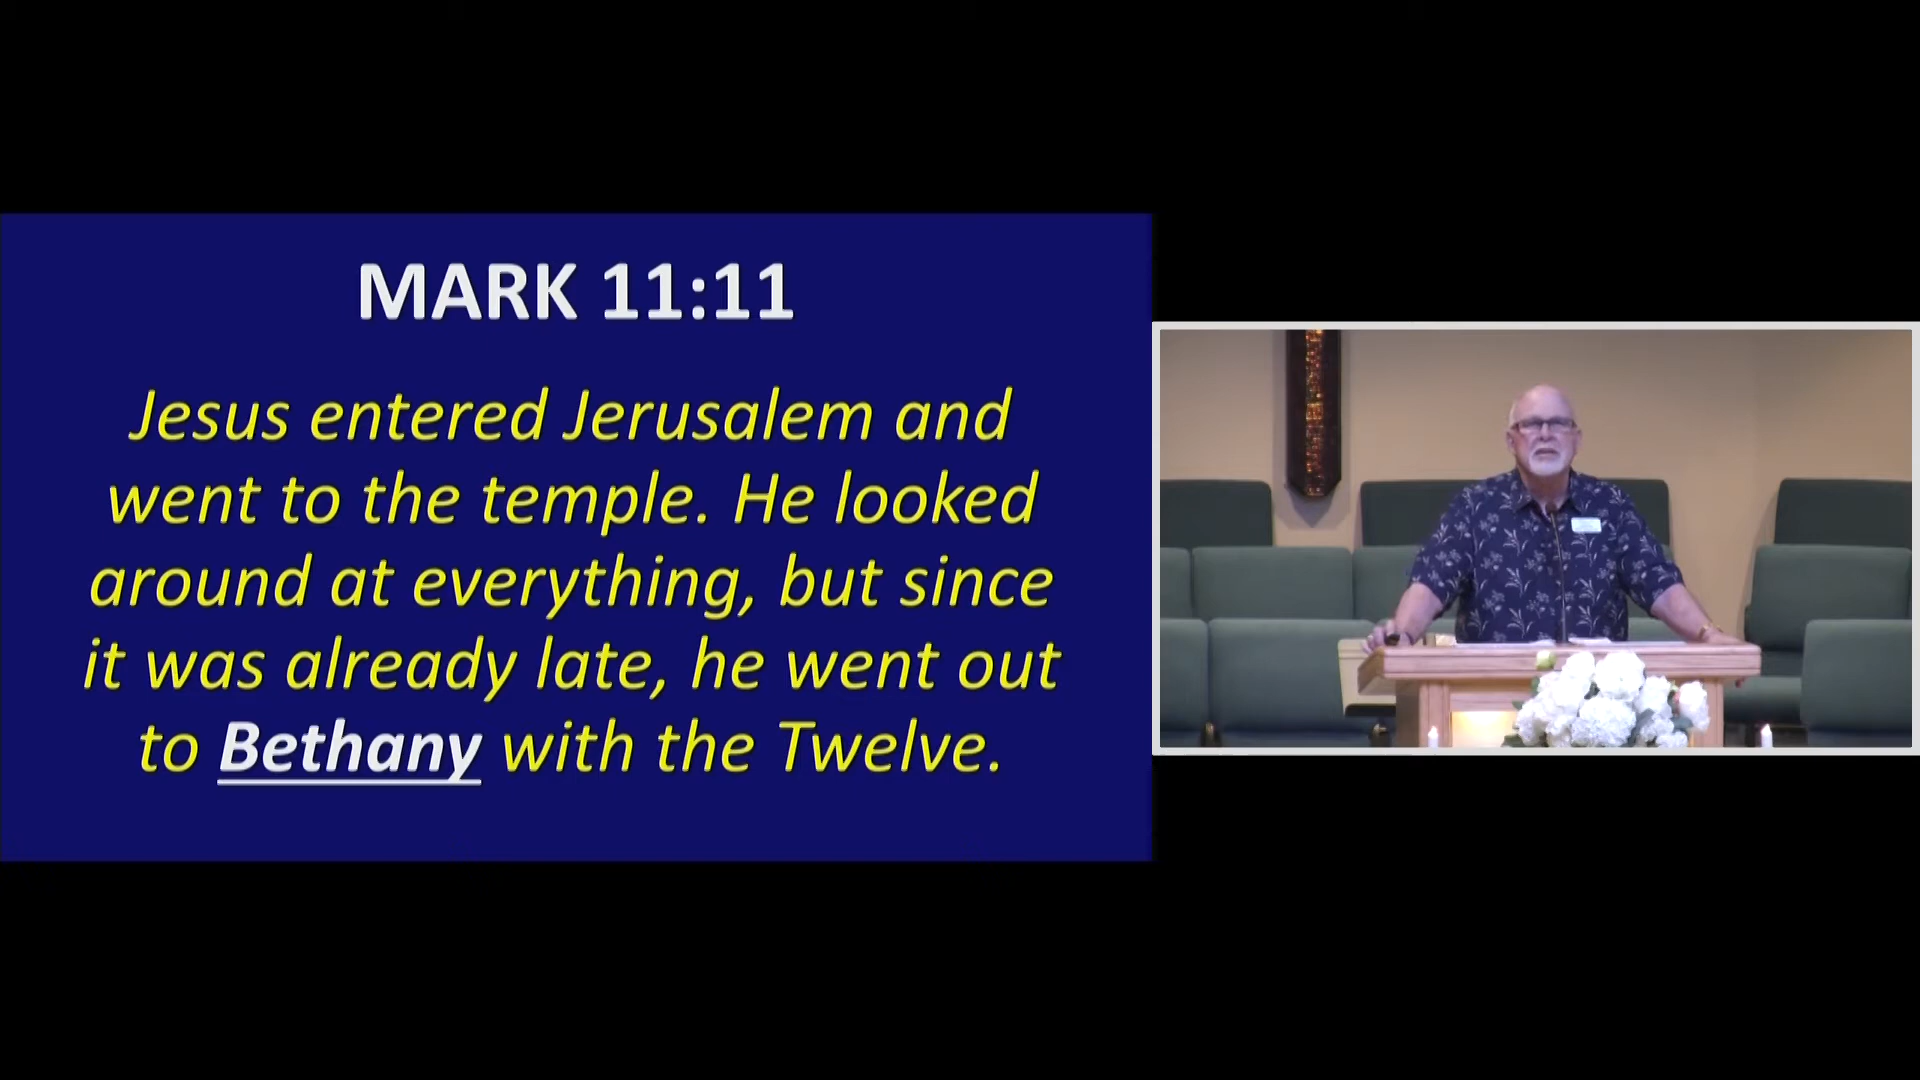 MARK 11:11
Jesus entered Jerusalem and
went to the temple. He looked
around at everything, but since
it was already late, he went out
to Bethany with the Twelve.